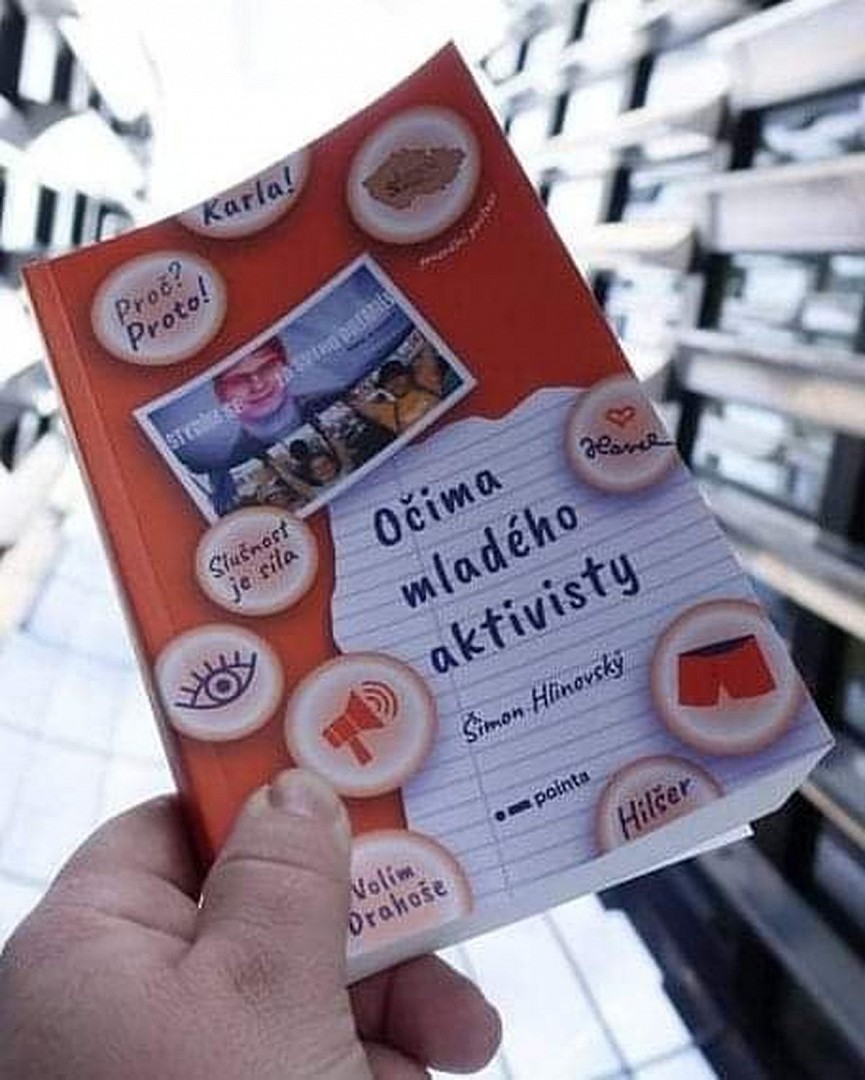 Karla!
Proč?
Proto!
Havel
Očima
mladého
aktivisty
Slušnost
je síla
Šimon Hlinovský
pointa
Hilšer
Volím
Drahoše